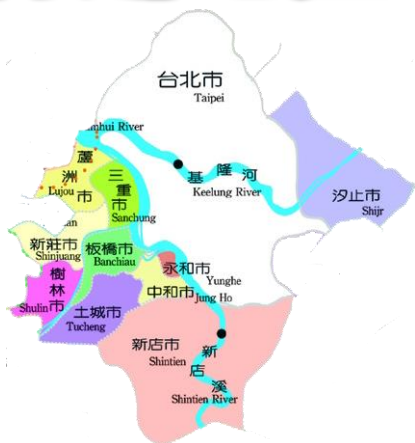 台北市
Taipei
nhui River
蘆洲市
Lujou
三重市
Sanchung
基隆河
Keelung River
汐止市
Shijr
新莊市
Shinjuang
板橋市
Banchiau
永和市
Yunghe
中和市
Jung Ho
樹林市
Shulin
土城市
Tucheng
新店市
Shintien
新店溪
Shintien River